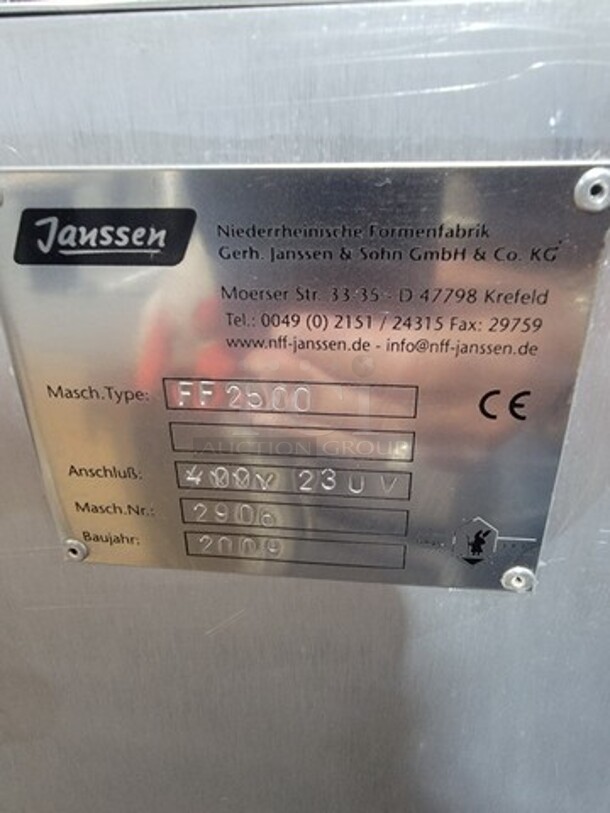 Janssen
Niederrheinische Formenfabrik
Gerh. Janssen & Sohn GmbH & Co. KG
Moerser Str. 33-35 - D 47798 Krefeld
Tel.: 0049 (0) 2151 / 24315 Fax: 29759
www.nff-janssen.de - info@nff-janssen.de
Masch.Type: FF 2500
CE
AUCTION GROUP
Anschluß: 400V 230V
Masch.Nr.: 2906
Baujahr: 2009